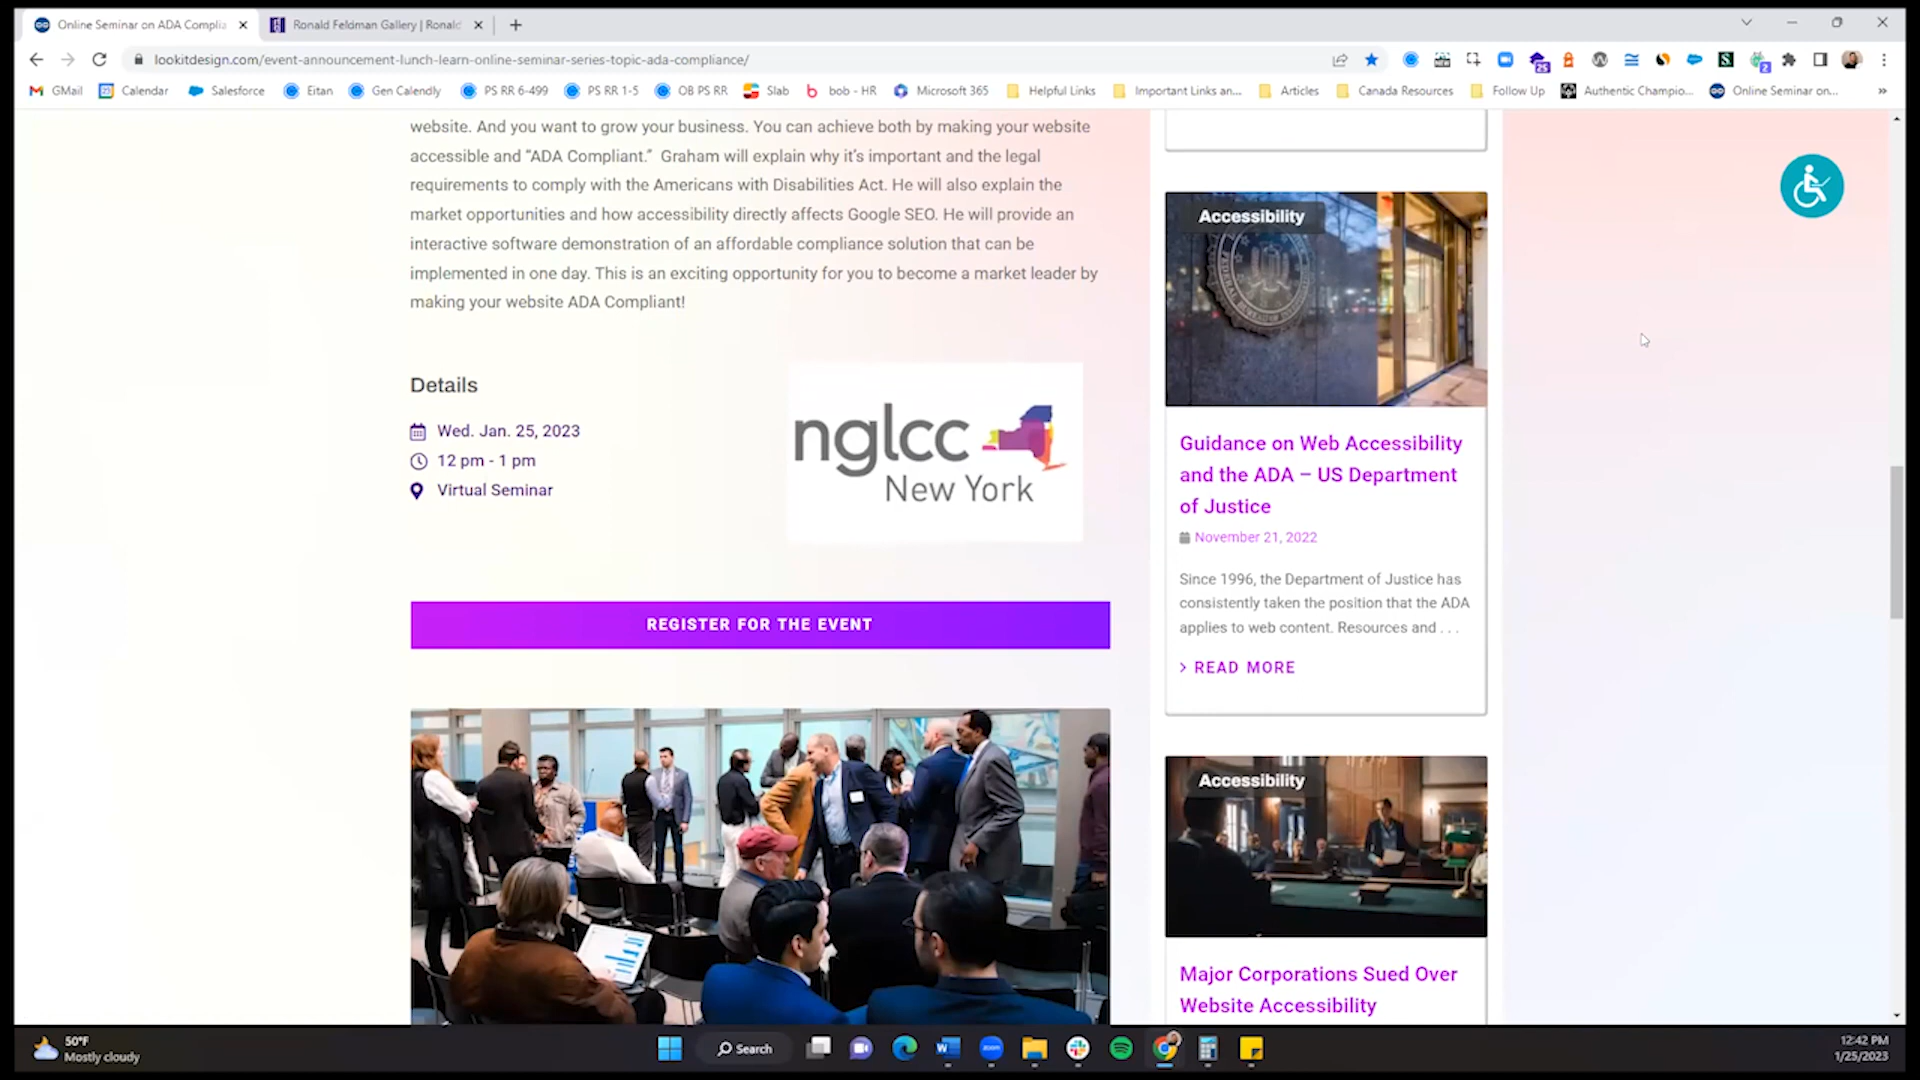 Online Seminar on ADA Complia
Ronald Feldman Gallery | Ronald
lookitdesign.com/event-announcement-lunch-learn-online-seminar-series-topic-ada-compliance/
25
2
GMail
Calendar
Salesforce
Eitan
Gen Calendly
PS RR 6-499
PS RR 1-5
OB PS RR
Slab
bob - HR
Microsoft 365
Helpful Links
Important Links an...
Articles
Canada Resources
Follow Up
Authentic Champio...
Online Seminar on...
website. And you want to grow your business. You can achieve both by making your website
accessible and “ADA Compliant.” Graham will explain why it’s important and the legal
requirements to comply with the Americans with Disabilities Act. He will also explain the
market opportunities and how accessibility directly affects Google SEO. He will provide an
interactive software demonstration of an affordable compliance solution that can be
implemented in one day. This is an exciting opportunity for you to become a market leader by
making your website ADA Compliant!
Details
Wed. Jan. 25, 2023
12 pm - 1 pm
Virtual Seminar
nglcc
New York
REGISTER FOR THE EVENT
Accessibility
Guidance on Web Accessibility
and the ADA – US Department
of Justice
November 21, 2022
Since 1996, the Department of Justice has
consistently taken the position that the ADA
applies to web content. Resources and . . .
> READ MORE
Accessibility
Major Corporations Sued Over
Website Accessibility
50°F
Mostly cloudy
Search
zoom
12:42 PM
1/25/2023